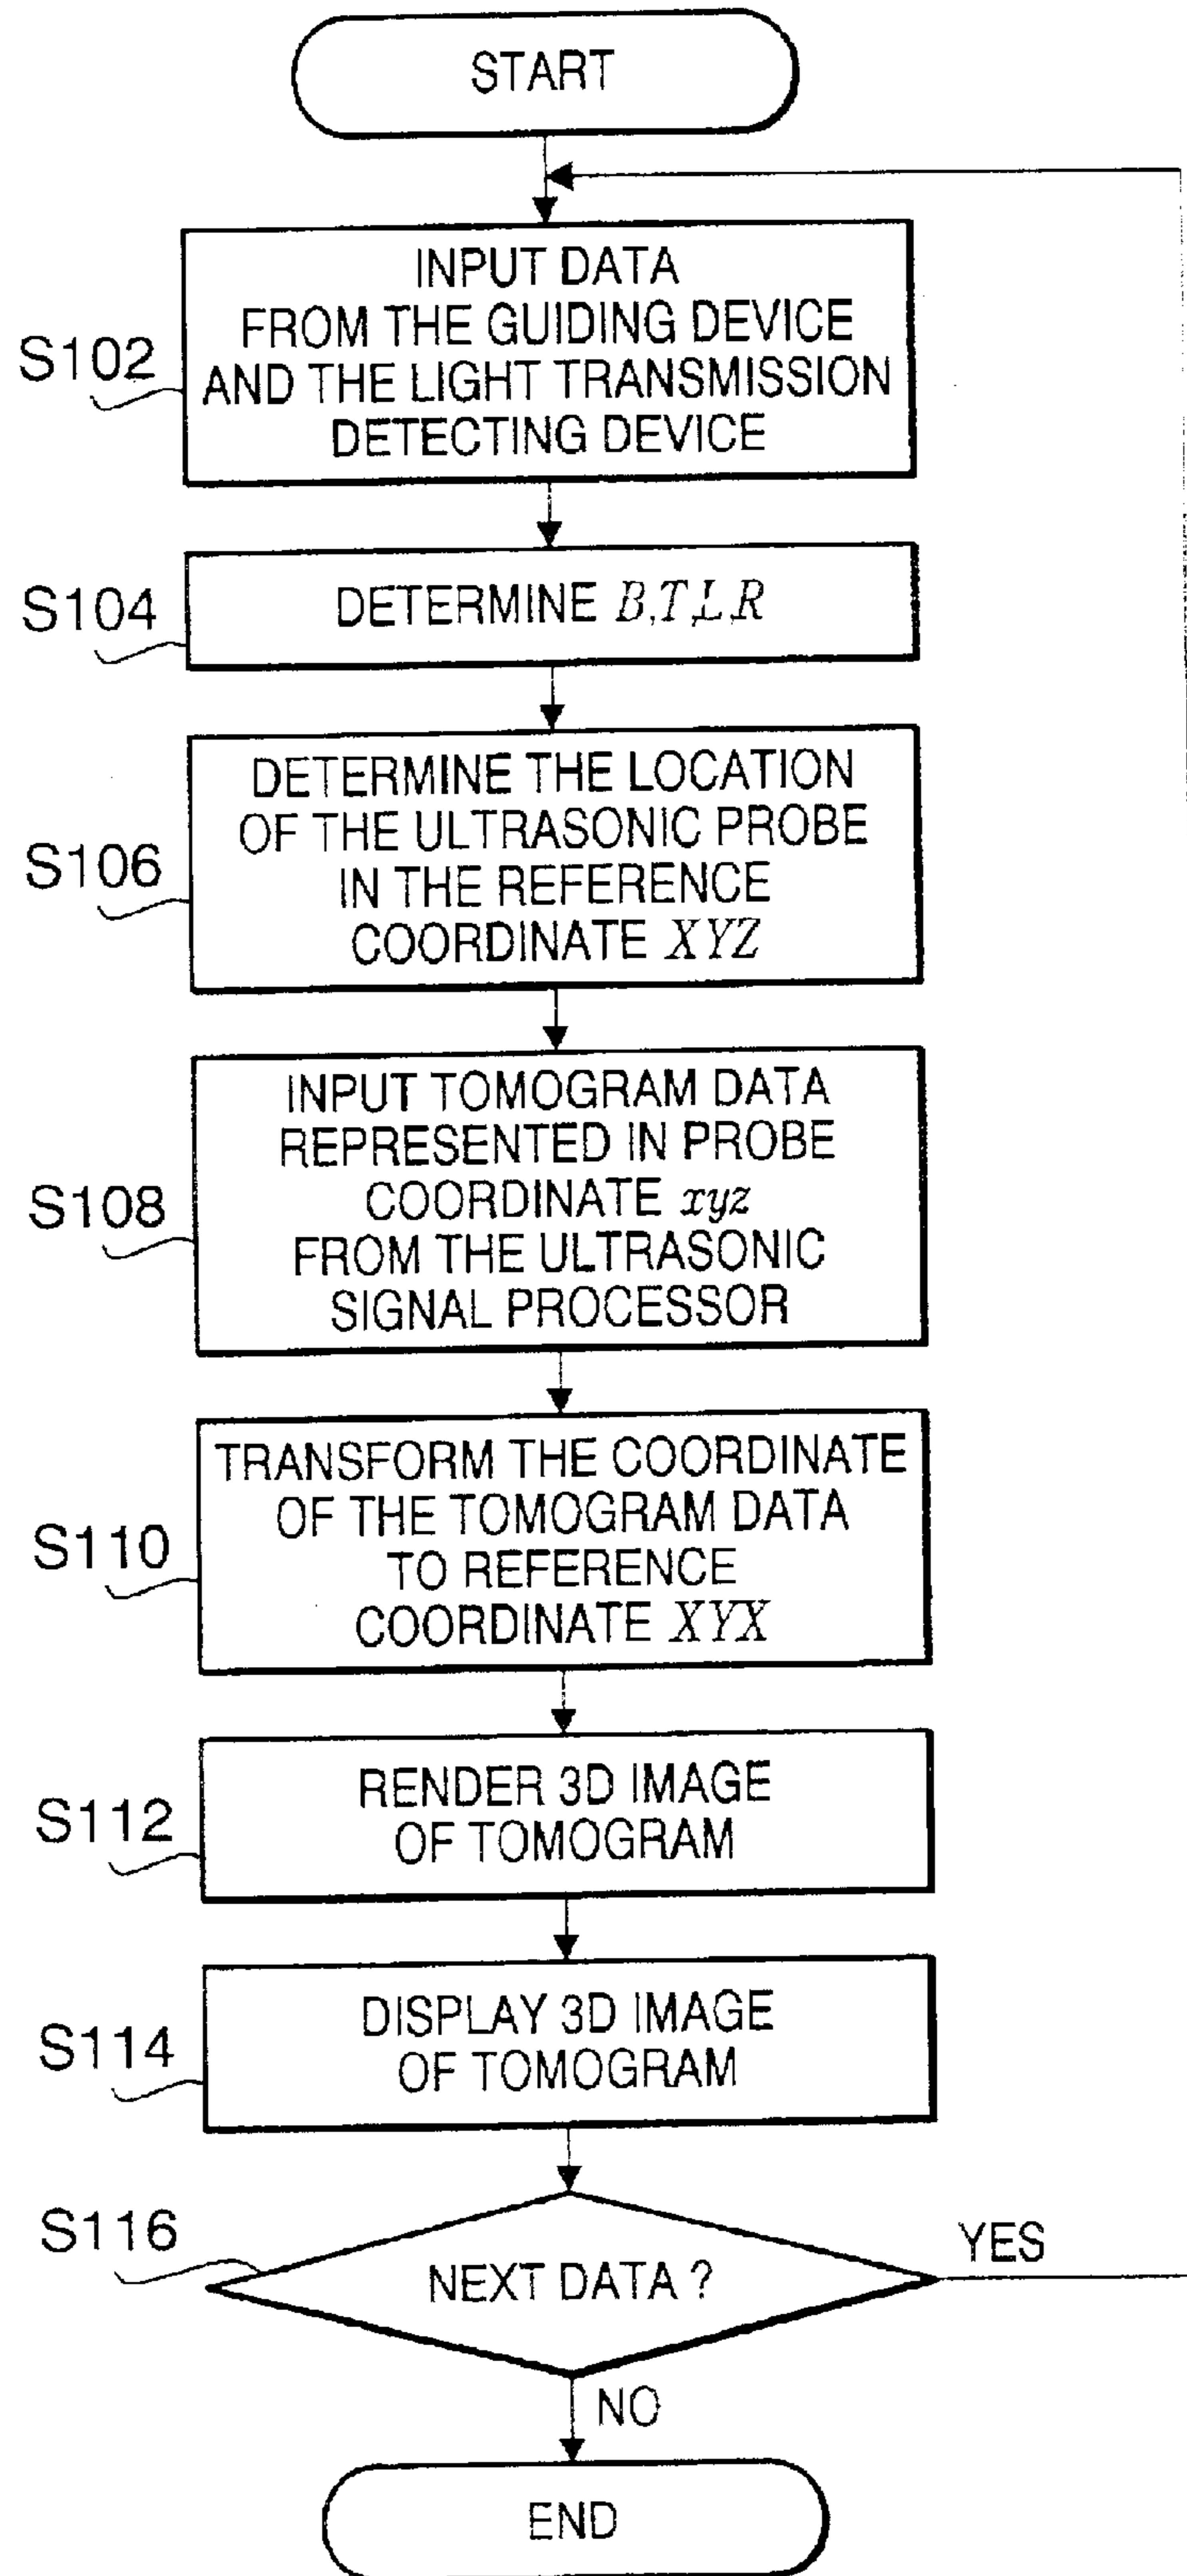 START
S102
INPUT DATA
FROM THE GUIDING DEVICE
AND THE LIGHT TRANSMISSION
DETECTING DEVICE
S104
DETERMINE B,T,L,R
S106
DETERMINE THE LOCATION
OF THE ULTRASONIC PROBE
IN THE REFERENCE
COORDINATE XYZ
S108
INPUT TOMOGRAM DATA
REPRESENTED IN PROBE
COORDINATE xyz
FROM THE ULTRASONIC
SIGNAL PROCESSOR
S110
TRANSFORM THE COORDINATE
OF THE TOMOGRAM DATA
TO REFERENCE
COORDINATE XYX
S112
RENDER 3D IMAGE
OF TOMOGRAM
S114
DISPLAY 3D IMAGE
OF TOMOGRAM
S116
NEXT DATA ?
YES
NO
END